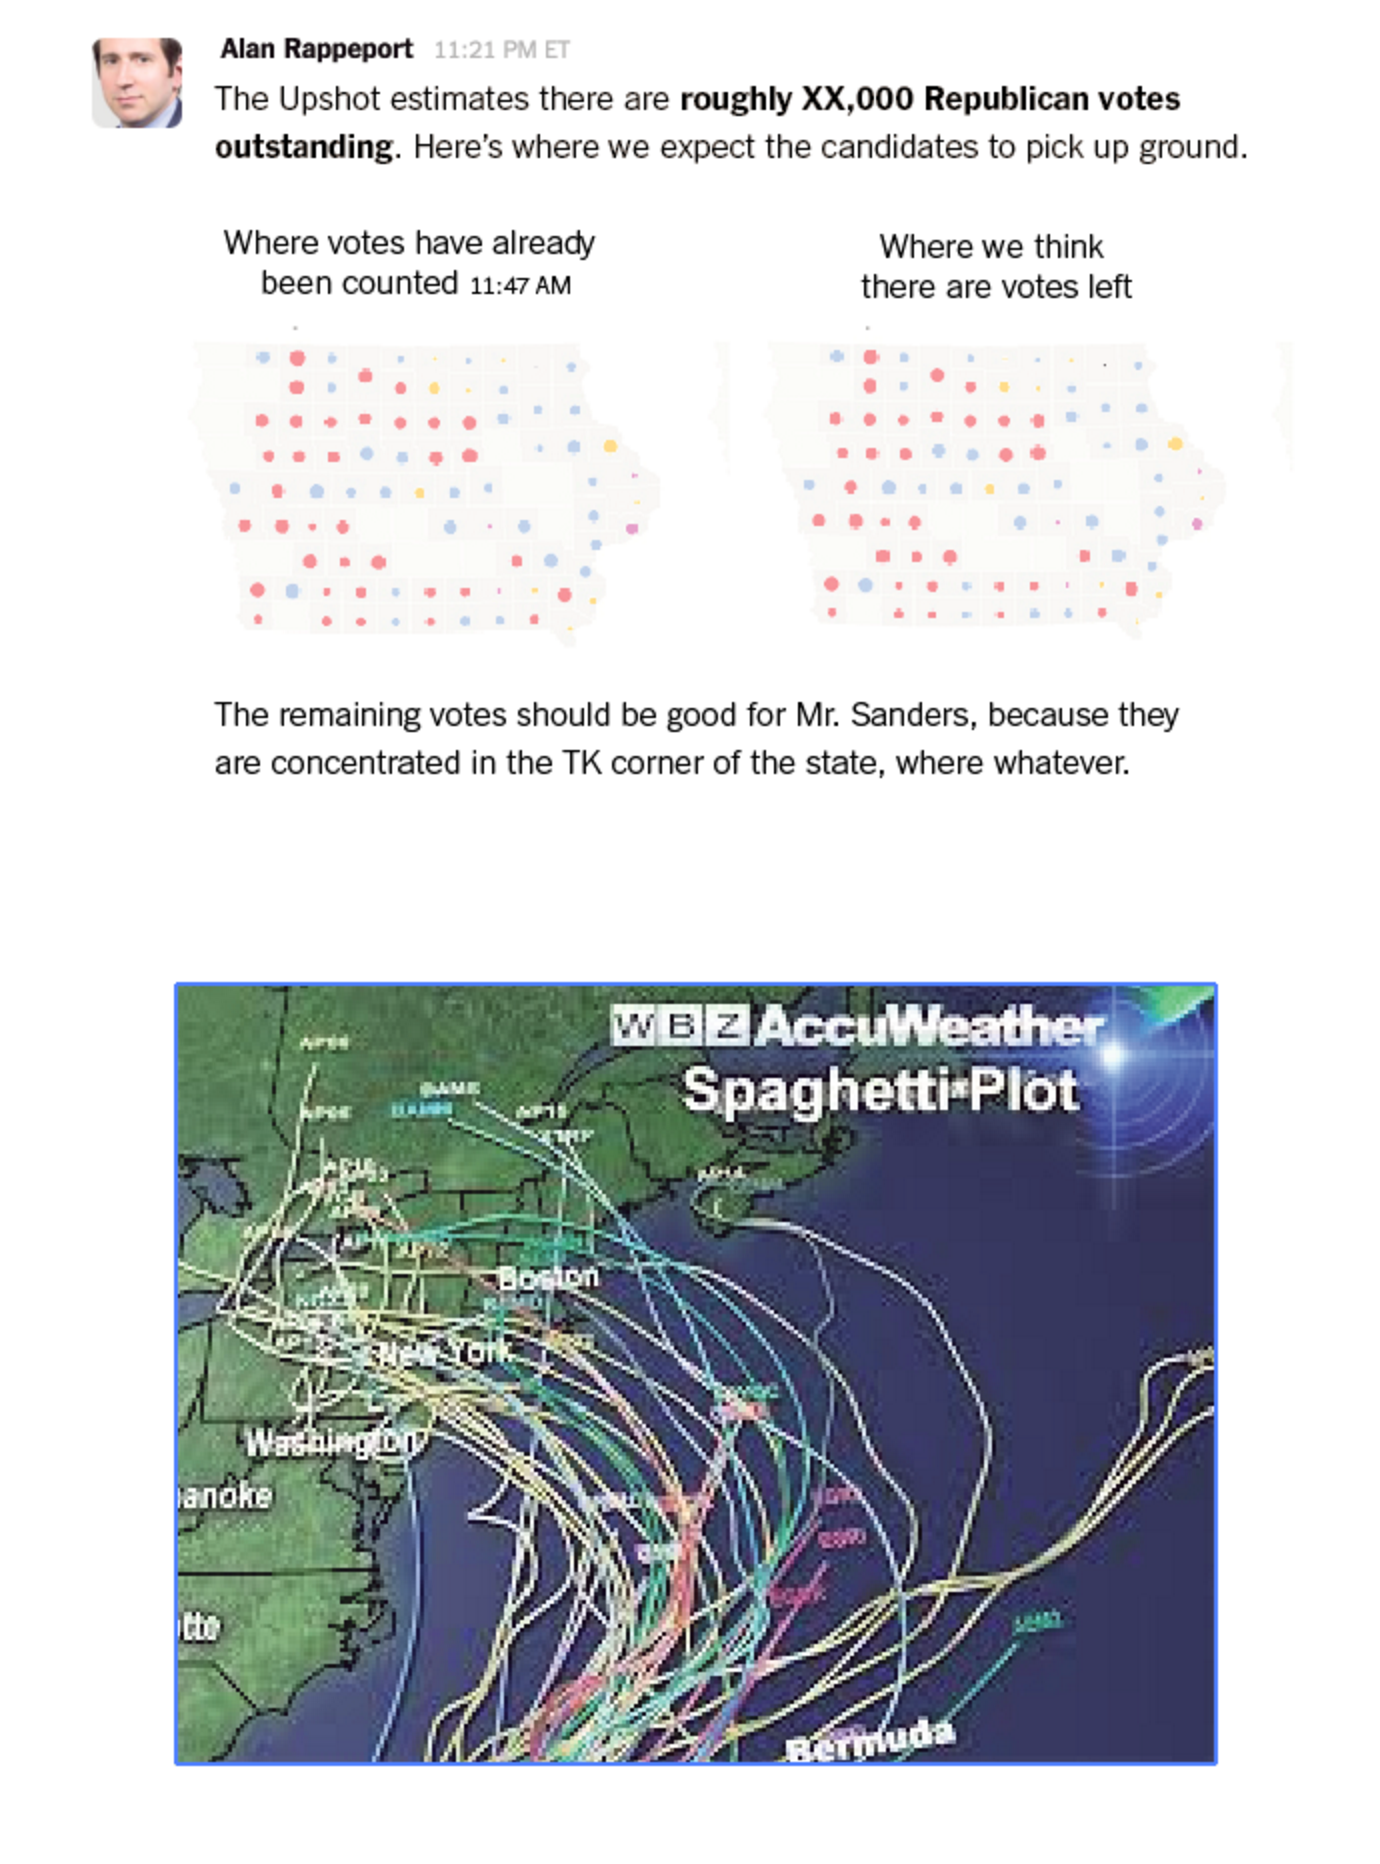 Alan Rappeport 11:21 PM ET
The Upshot estimates there are roughly XX,000 Republican votes
outstanding. Here's where we expect the candidates to pick up ground.
Where votes have already
been counted 11:47 AM
Where we think
there are votes left
The remaining votes should be good for Mr. Sanders, because they
are concentrated in the TK corner of the state, where whatever.
WBZ AccuWeather
Spaghetti Plot
Boston
New York
Washington
anoke
tte
Bermuda